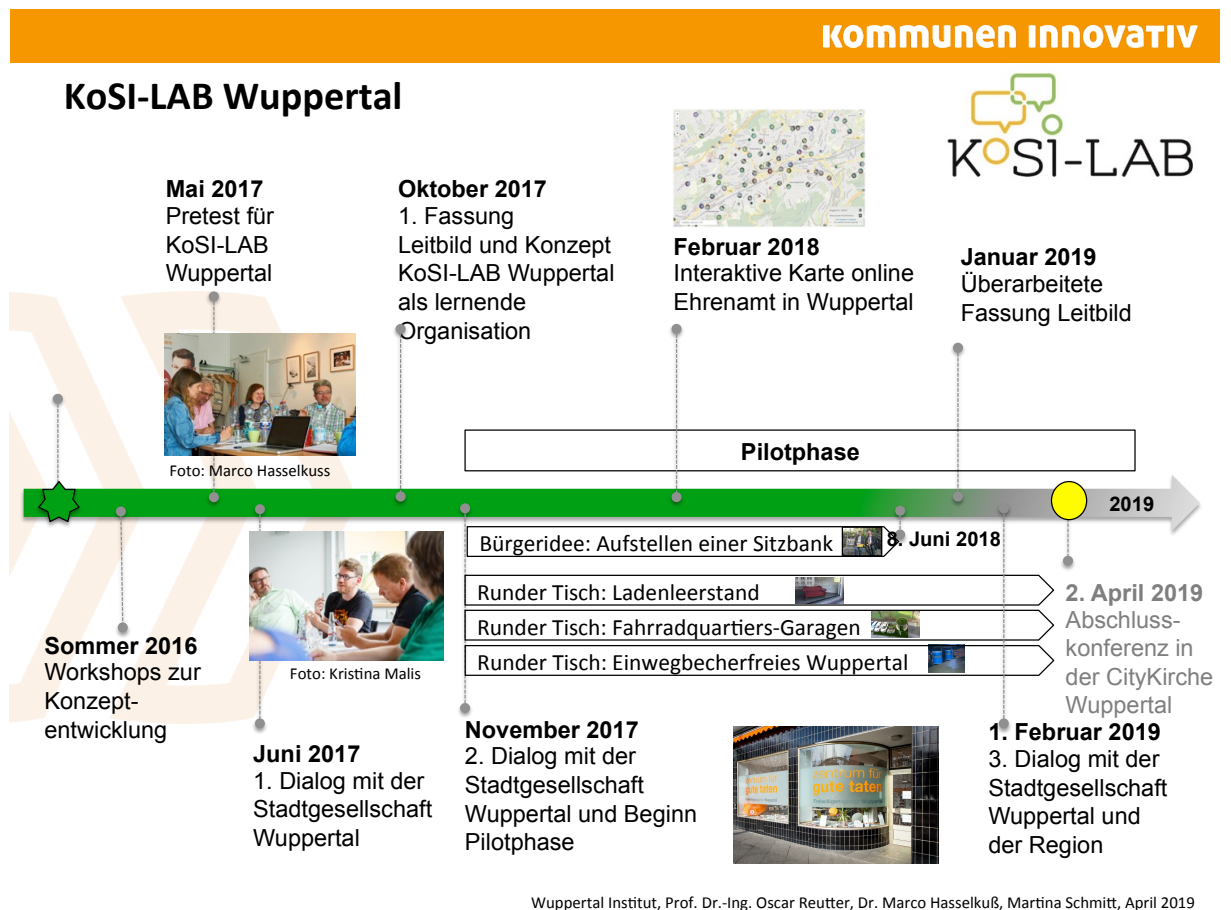 kommunen innovativ
KoSI-LAB Wuppertal
KoSI-LAB
Mai 2017
Pretest für
KoSI-LAB
Wuppertal
Oktober 2017
1. Fassung
Leitbild und Konzept
KoSI-LAB Wuppertal
als lernende
Organisation
Februar 2018
Interaktive Karte online
Ehrenamt in Wuppertal
Januar 2019
Überarbeitete
Fassung Leitbild
Foto: Marco Hasselkuss
Pilotphase
2019
Bürgeridee: Aufstellen einer Sitzbank
8. Juni 2018
Runder Tisch: Ladenleerstand
Runder Tisch: Fahrradquartiers-Garagen
Runder Tisch: Einwegbecherfreies Wuppertal
2. April 2019
Abschluss-
konferenz in
der CityKirche
Wuppertal
Sommer 2016
Workshops zur
Konzept-
entwicklung
Foto: Kristina Malis
Juni 2017
1. Dialog mit der
Stadtgesellschaft
Wuppertal
November 2017
2. Dialog mit der
Stadtgesellschaft
Wuppertal und Beginn
Pilotphase
zentrum für
gute taten
zentrum für
gute taten
1. Februar 2019
3. Dialog mit der
Stadtgesellschaft
Wuppertal und
der Region
Wuppertal Institut, Prof. Dr.-Ing. Oscar Reutter, Dr. Marco Hasselkuß, Martina Schmitt, April 2019